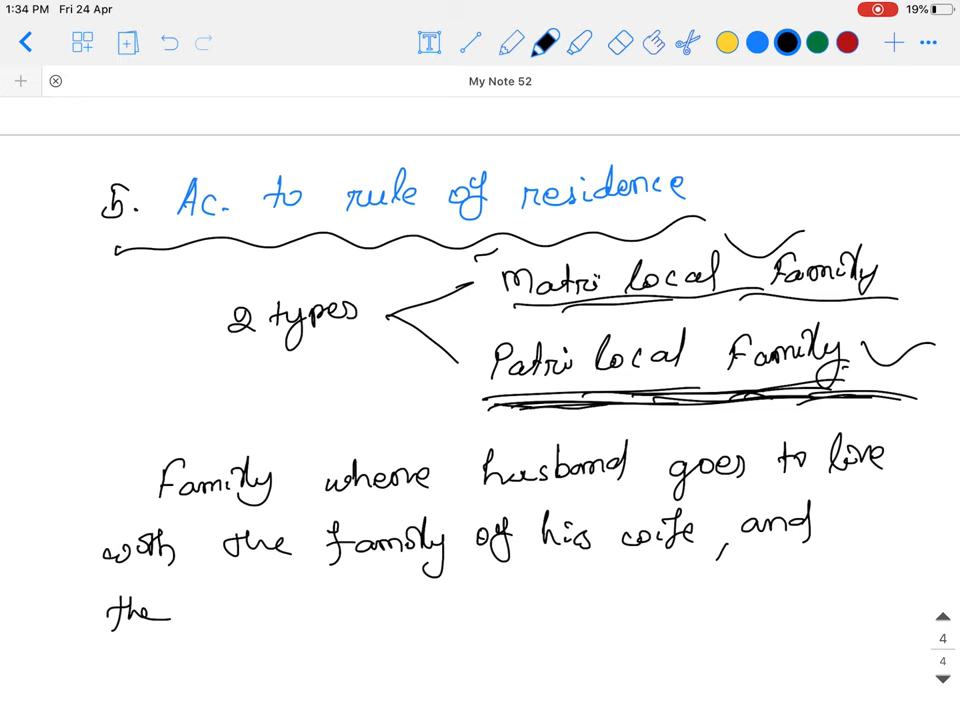 1:34 PM Fri 24 Apr
19%
My Note 52
5. Ac. to rule of residence
2 types
Matri local Family
Patri local Family
Family where husband goes to live
with the family of his wife, and
the
4
4